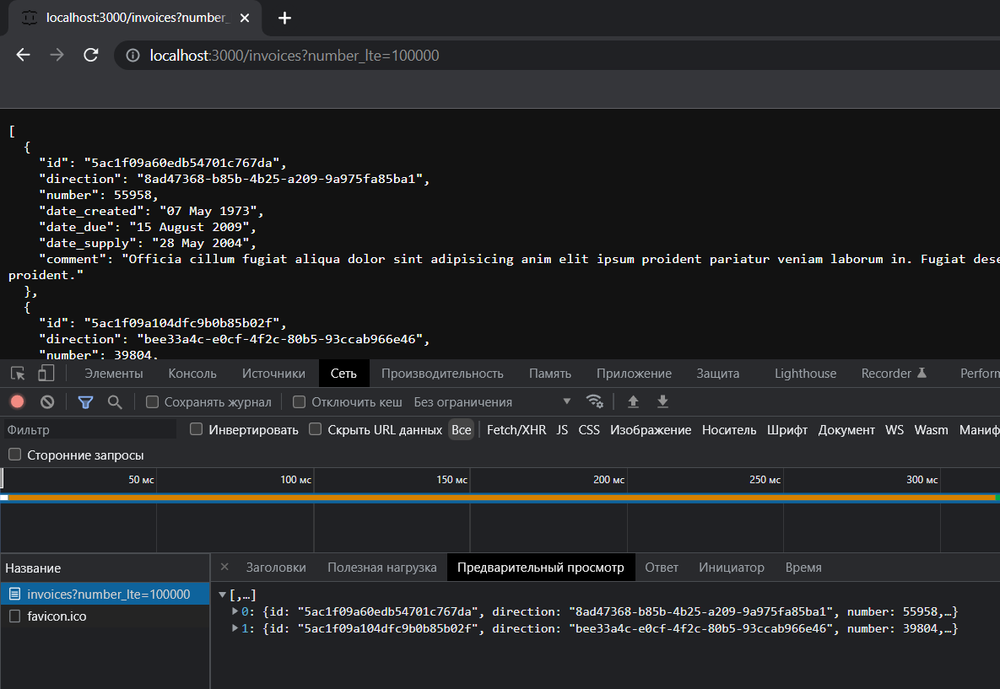 localhost:3000/invoices?number_
localhost:3000/invoices?number_lte=100000
[
{
"id": "5ac1f09a60edb54701c767da",
"direction": "8ad47368-b85b-4b25-a209-9a975fa85ba1",
"number": 55958,
"date_created": "07 May 1973",
"date_due": "15 August 2009",
"date_supply": "28 May 2004",
"comment": "Officia cillum fugiat aliqua dolor sint adipisicing anim elit ipsum proident pariatur veniam laborum in. Fugiat dese
proident."
},
{
"id": "5ac1f09a104dfc9b0b85b02f",
"direction": "bee33a4c-e0cf-4f2c-80b5-93ccab966e46",
"number": 39804,
Элементы Консоль Источники Сеть Производительность Память Приложение Защита Lighthouse Recorder Perform
Сохранять журнал Отключить кеш Без ограничения
Фильтр Инвертировать Скрыть URL данных Все Fetch/XHR JS CSS Изображение Носитель Шрифт Документ WS Wasm Маниф
Сторонние запросы
50 мс 100 мс 150 мс 200 мс 250 мс 300 мс
Название Заголовки Полезная нагрузка Предварительный просмотр Ответ Инициатор Время
invoices?number_lte=100000 [,…]
favicon.ico 0: {id: "5ac1f09a60edb54701c767da", direction: "8ad47368-b85b-4b25-a209-9a975fa85ba1", number: 55958,…}
1: {id: "5ac1f09a104dfc9b0b85b02f", direction: "bee33a4c-e0cf-4f2c-80b5-93ccab966e46", number: 39804,…}